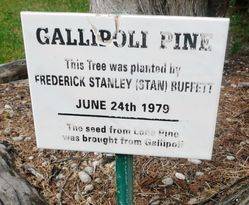 GALLIPOLI PINE
This Tree was planted by
FREDERICK STANLEY (STAN) BUFFETT
JUNE 24th 1979
The seed from Lone Pine
was brought from Gallipoli